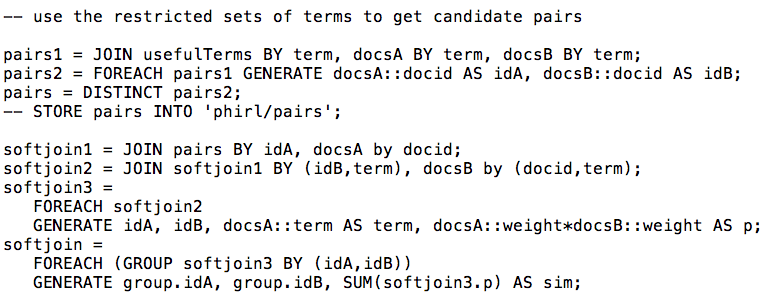 -- use the restricted sets of terms to get candidate pairs
pairs1 = JOIN usefulTerms BY term, docsA BY term, docsB BY term;
pairs2 = FOREACH pairs1 GENERATE docsA::docid AS idA, docsB::docid AS idB;
pairs = DISTINCT pairs2;
-- STORE pairs INTO 'phirl/pairs';
softjoin1 = JOIN pairs BY idA, docsA by docid;
softjoin2 = JOIN softjoin1 BY (idB,term), docsB by (docid,term);
softjoin3 =
FOREACH softjoin2
GENERATE idA, idB, docsA::term AS term, docsA::weight*docsB::weight AS p;
softjoin =
FOREACH (GROUP softjoin3 BY (idA,idB))
GENERATE group.idA, group.idB, SUM(softjoin3.p) AS sim;